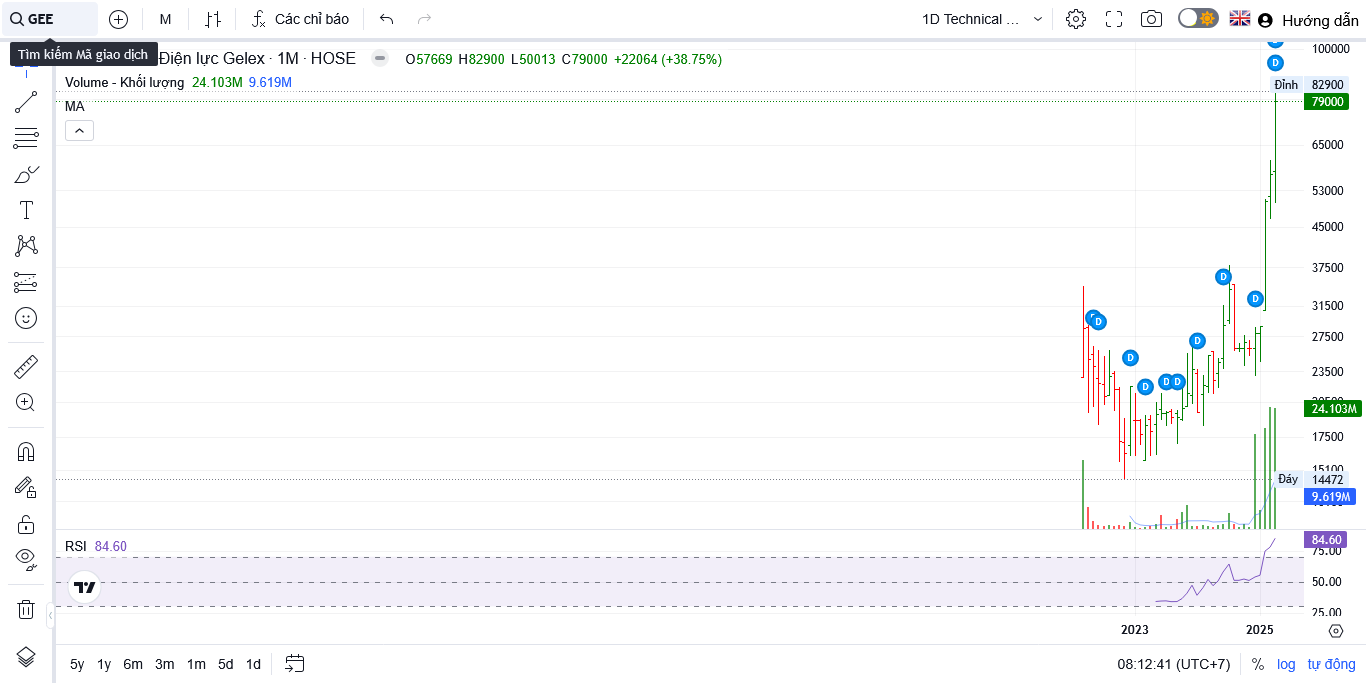 GEE
M
Các chỉ báo
1D Technical ...
Hướng dẫn
Tìm kiếm Mã giao dịch
Điện lực Gelex · 1M · HOSE
O57669 H82900 L50013 C79000 +22064 (+38.75%)
Volume - Khối lượng 24.103M 9.619M
MA
100000
D
Đỉnh 82900
79000
65000
53000
45000
37500
D
D
31500
D
27500
D
D
23500
D D D
17500
24.103M
15100
Đáy 14472
9.619M
RSI 84.60
84.60
75.00
50.00
25.00
2023
2025
5y 1y 6m 3m 1m 5d 1d
08:12:41 (UTC+7)
% log tự động